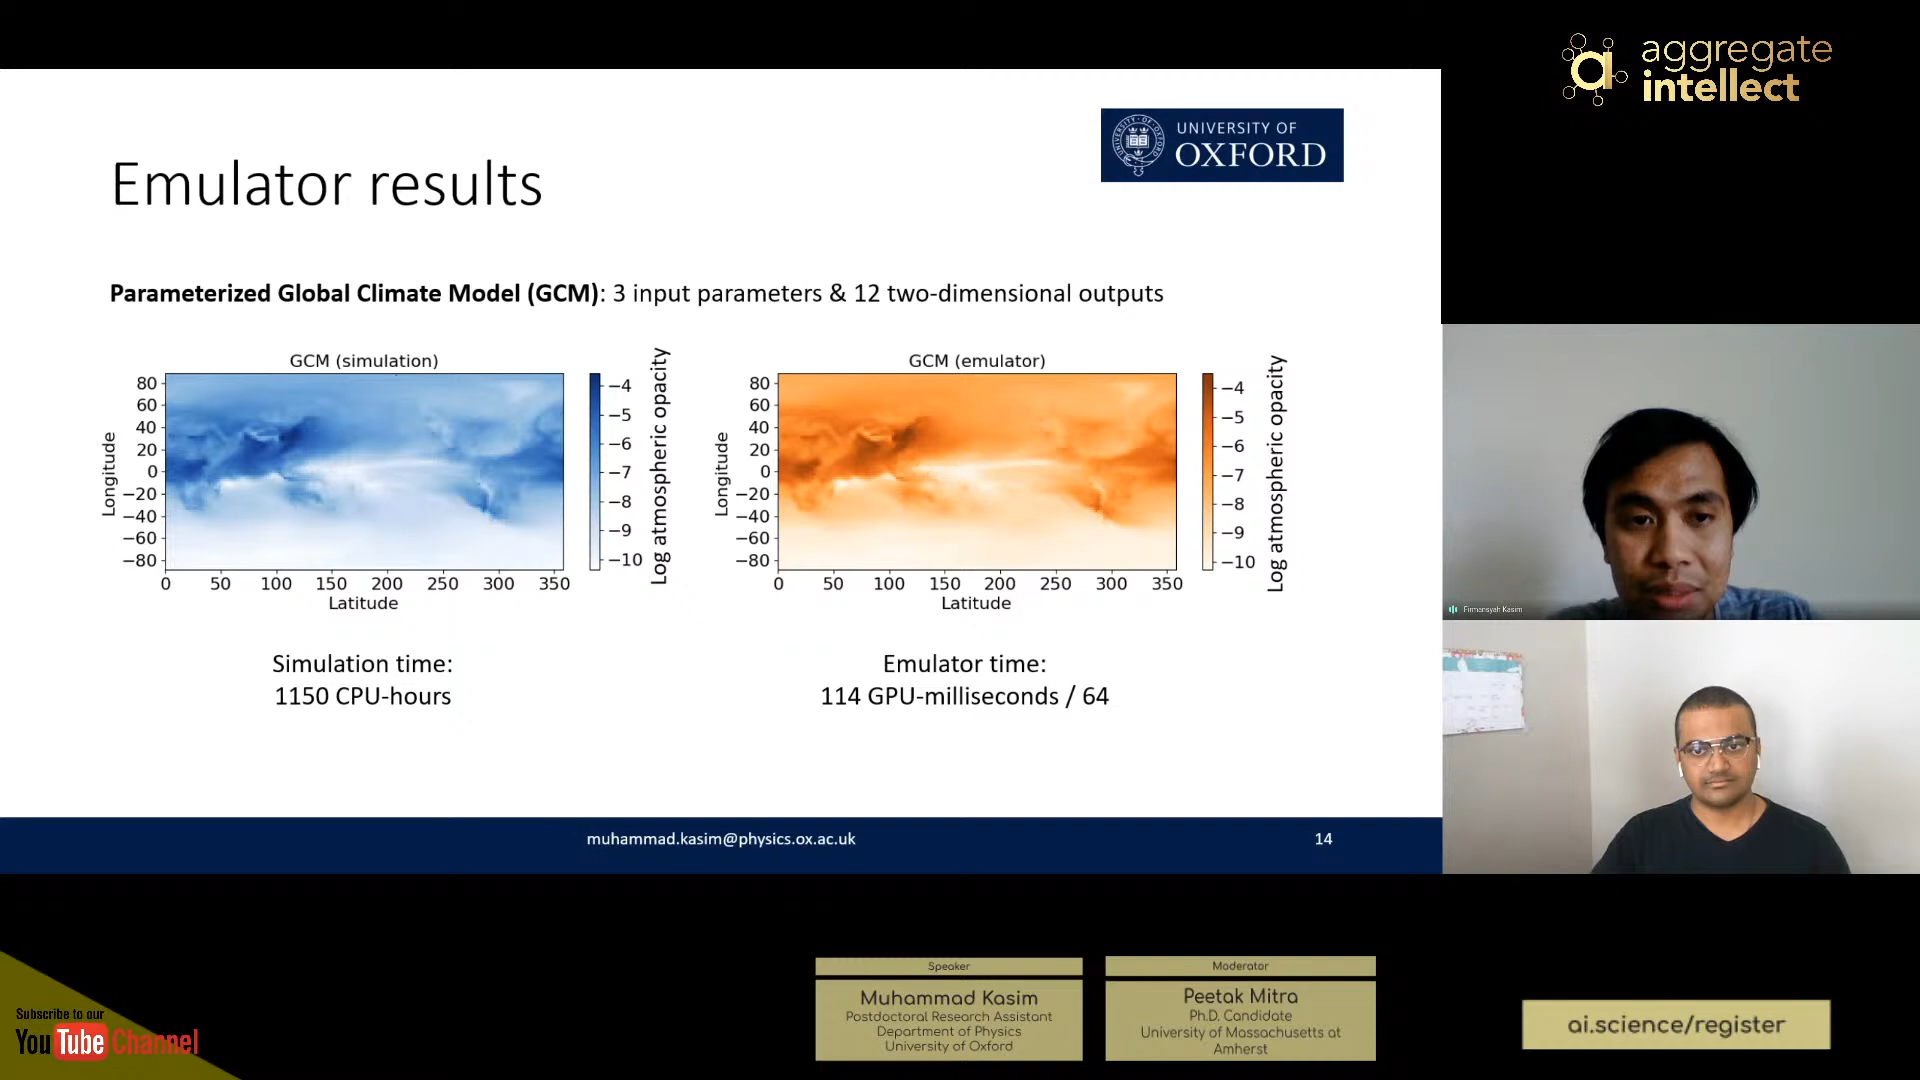 aggregate
intellect
UNIVERSITY OF
OXFORD
Emulator results
Parameterized Global Climate Model (GCM): 3 input parameters & 12 two-dimensional outputs
GCM (simulation)
80
60
40
20
0
−20
−40
−60
−80
Longitude
0 50 100 150 200 250 300 350
Latitude
−4
−5
−6
−7
−8
−9
−10
Log atmospheric opacity
GCM (emulator)
80
60
40
20
0
−20
−40
−60
−80
Longitude
0 50 100 150 200 250 300 350
Latitude
−4
−5
−6
−7
−8
−9
−10
Log atmospheric opacity
Simulation time:
1150 CPU-hours
Emulator time:
114 GPU-milliseconds / 64
muhammad.kasim@physics.ox.ac.uk
14
Firmansyah Kasim
Speaker
Muhammad Kasim
Postdoctoral Research Assistant
Department of Physics
University of Oxford
Moderator
Peetak Mitra
Ph.D. Candidate
University of Massachusetts at
Amherst
ai.science/register
Subscribe to our
YouTube Channel